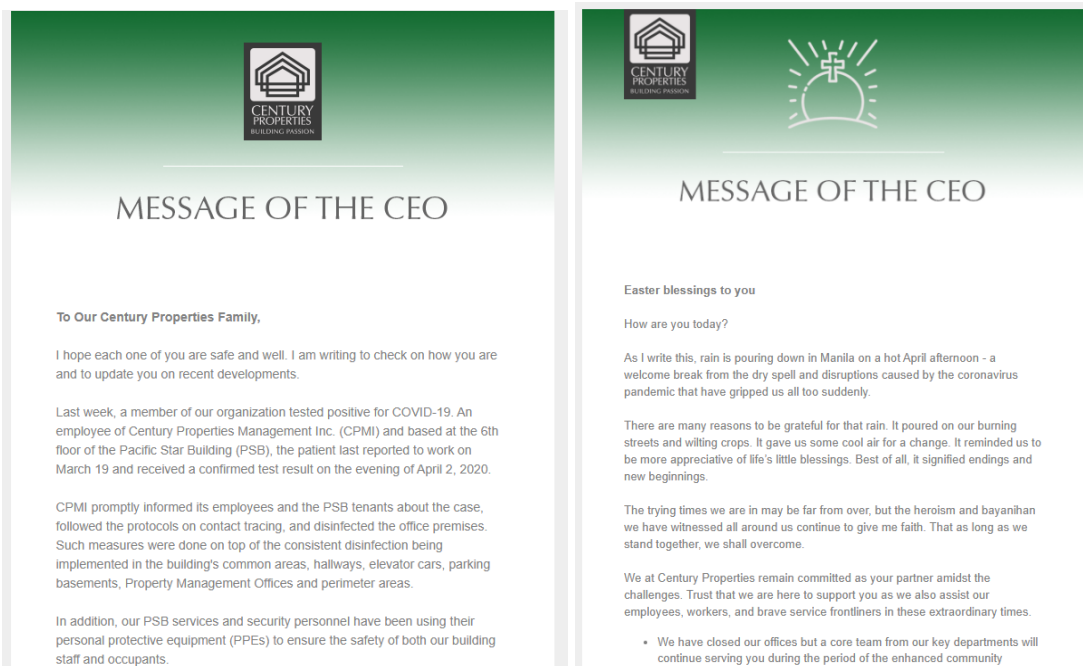 CENTURY
PROPERTIES
BUILDING PASSION
MESSAGE OF THE CEO
To Our Century Properties Family,
I hope each one of you are safe and well. I am writing to check on how you are
and to update you on recent developments.
Last week, a member of our organization tested positive for COVID-19. An
employee of Century Properties Management Inc. (CPMI) and based at the 6th
floor of the Pacific Star Building (PSB), the patient last reported to work on
March 19 and received a confirmed test result on the evening of April 2, 2020.
CPMI promptly informed its employees and the PSB tenants about the case,
followed the protocols on contact tracing, and disinfected the office premises.
Such measures were done on top of the consistent disinfection being
implemented in the building's common areas, hallways, elevator cars, parking
basements, Property Management Offices and perimeter areas.
In addition, our PSB services and security personnel have been using their
personal protective equipment (PPEs) to ensure the safety of both our building
staff and occupants.
CENTURY
PROPERTIES
BUILDING PASSION
MESSAGE OF THE CEO
Easter blessings to you
How are you today?
As I write this, rain is pouring down in Manila on a hot April afternoon - a
welcome break from the dry spell and disruptions caused by the coronavirus
pandemic that have gripped us all too suddenly.
There are many reasons to be grateful for that rain. It poured on our burning
streets and wilting crops. It gave us some cool air for a change. It reminded us to
be more appreciative of life's little blessings. Best of all, it signified endings and
new beginnings.
The trying times we are in may be far from over, but the heroism and bayanihan
we have witnessed all around us continue to give me faith. That as long as we
stand together, we shall overcome.
We at Century Properties remain committed as your partner amidst the
challenges. Trust that we are here to support you as we also assist our
employees, workers, and brave service frontliners in these extraordinary times.
• We have closed our offices but a core team from our key departments will
continue serving you during the period of the enhanced community